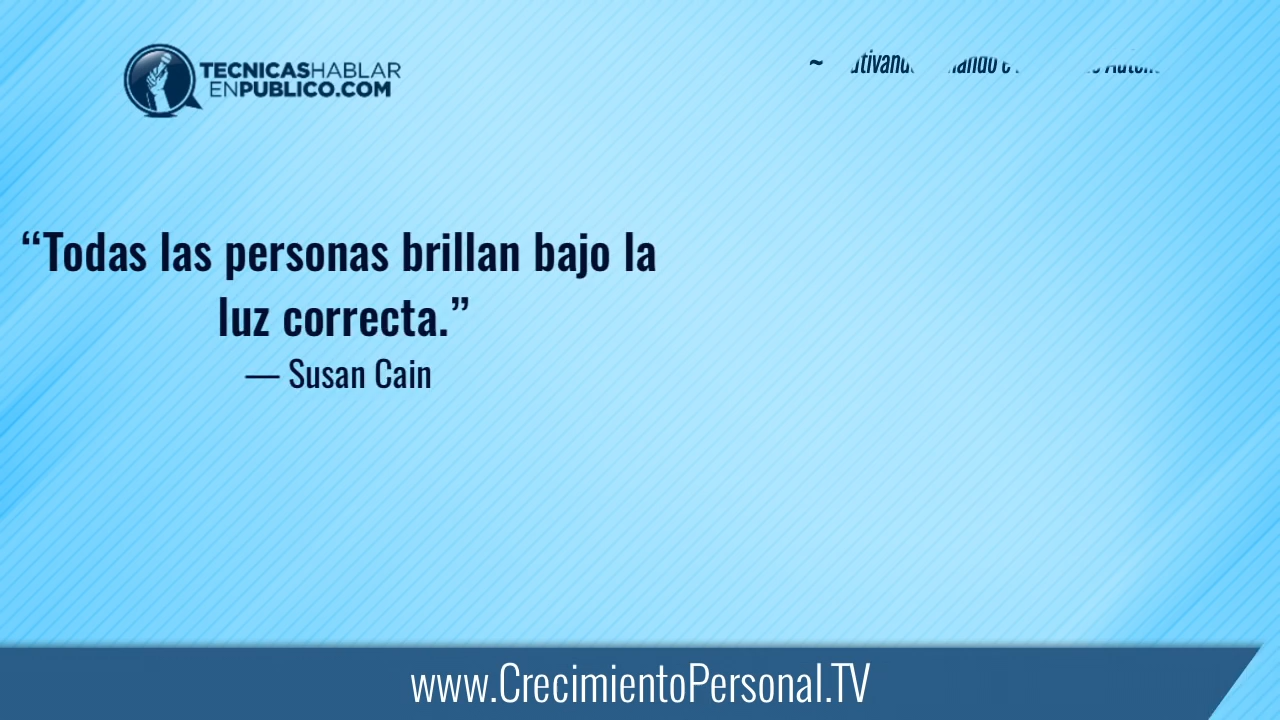 TECNICASHABLAR
ENPUBLICO.COM
~
“Todas las personas brillan bajo la
luz correcta.”
— Susan Cain
www.CrecimientoPersonal.TV